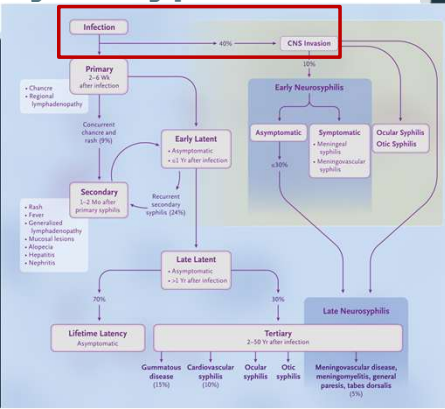 Infection
40%
CNS Invasion
Primary
2–6 Wk
after infection
• Chancre
• Regional
lymphadenopathy
10%
Early Neurosyphilis
Concurrent
chancre and
rash (9%)
Early Latent
• Asymptomatic
• ≤1 Yr after infection
Asymptomatic
Symptomatic
• Meningeal
syphilis
• Meningovascular
syphilis
Ocular Syphilis
Otic Syphilis
≤30%
Secondary
1–2 Mo after
primary syphilis
Recurrent
secondary
syphilis (24%)
• Rash
• Fever
• Generalized
lymphadenopathy
• Mucosal lesions
• Alopecia
• Hepatitis
• Nephritis
Late Latent
• Asymptomatic
• >1 Yr after infection
70%
30%
Late Neurosyphilis
Lifetime Latency
Asymptomatic
Tertiary
2–50 Yr after infection
Gummatous
disease
(15%)
Cardiovascular
syphilis
(10%)
Ocular
syphilis
Otic
syphilis
Meningovascular disease,
meningomyelitis, general
paresis, tabes dorsalis
(5%)